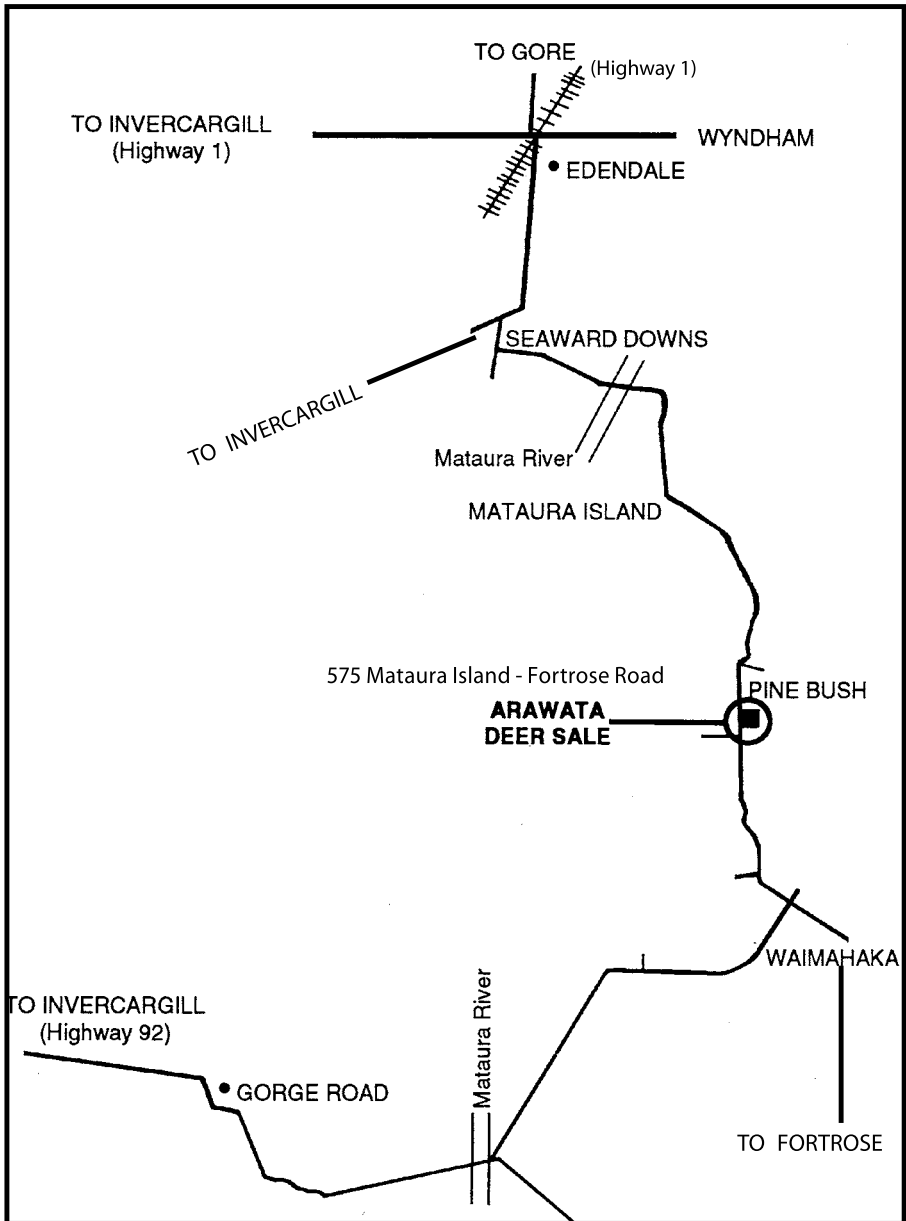 TO GORE
(Highway 1)
TO INVERCARGILL
(Highway 1)
WYNDHAM
EDENDALE
SEAWARD DOWNS
TO INVERCARGILL
Mataura River
MATAURA ISLAND
575 Mataura Island - Fortrose Road
PINE BUSH
ARAWATA
DEER SALE
WAIMAHAKA
TO INVERCARGILL
(Highway 92)
Mataura River
GORGE ROAD
TO FORTROSE